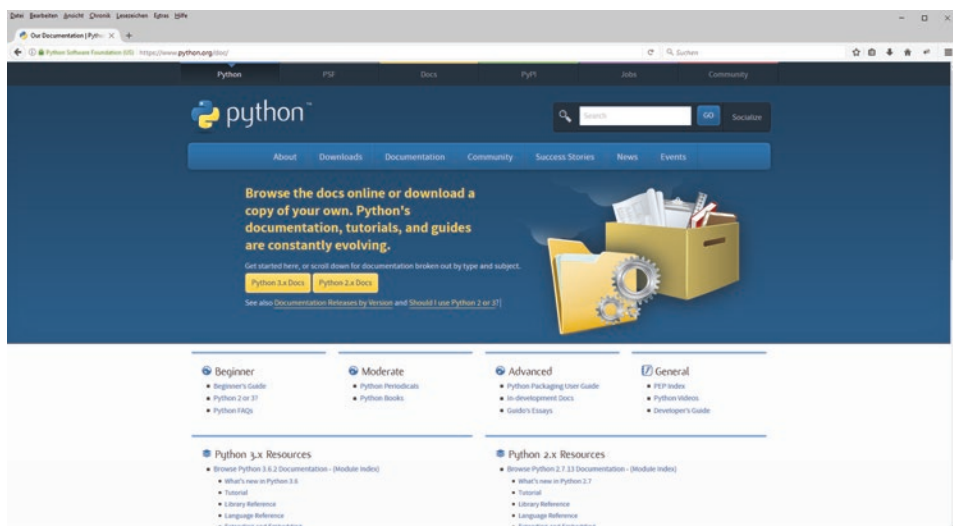 Datei Bearbeiten Ansicht Chronik Lesezeichen Extras Hilfe
Our Documentation | Pyth
Python Software Foundation (US) https://www.python.org/doc/
Suchen
Python PSF Docs PyPI Jobs Community
python™
Search GO Socialize
About Downloads Documentation Community Success Stories News Events
Browse the docs online or download a
copy of your own. Python's
documentation, tutorials, and guides
are constantly evolving.
Get started here, or scroll down for documentation broken out by type and subject.
Python 3.x Docs Python 2.x Docs
See also Documentation Releases by Version and Should I use Python 2 or 3?
Beginner
Beginner's Guide
Python 2 or 3?
Python FAQs
Moderate
Python Periodicals
Python Books
Advanced
Python Packaging User Guide
In-development Docs
Guido's Essays
General
PEP Index
Python Videos
Developer's Guide
Python 3.x Resources
Browse Python 3.6.2 Documentation - (Module Index)
What's new in Python 3.6
Tutorial
Library Reference
Language Reference
Python 2.x Resources
Browse Python 2.7.13 Documentation - (Module Index)
What's new in Python 2.7
Tutorial
Library Reference
Language Reference